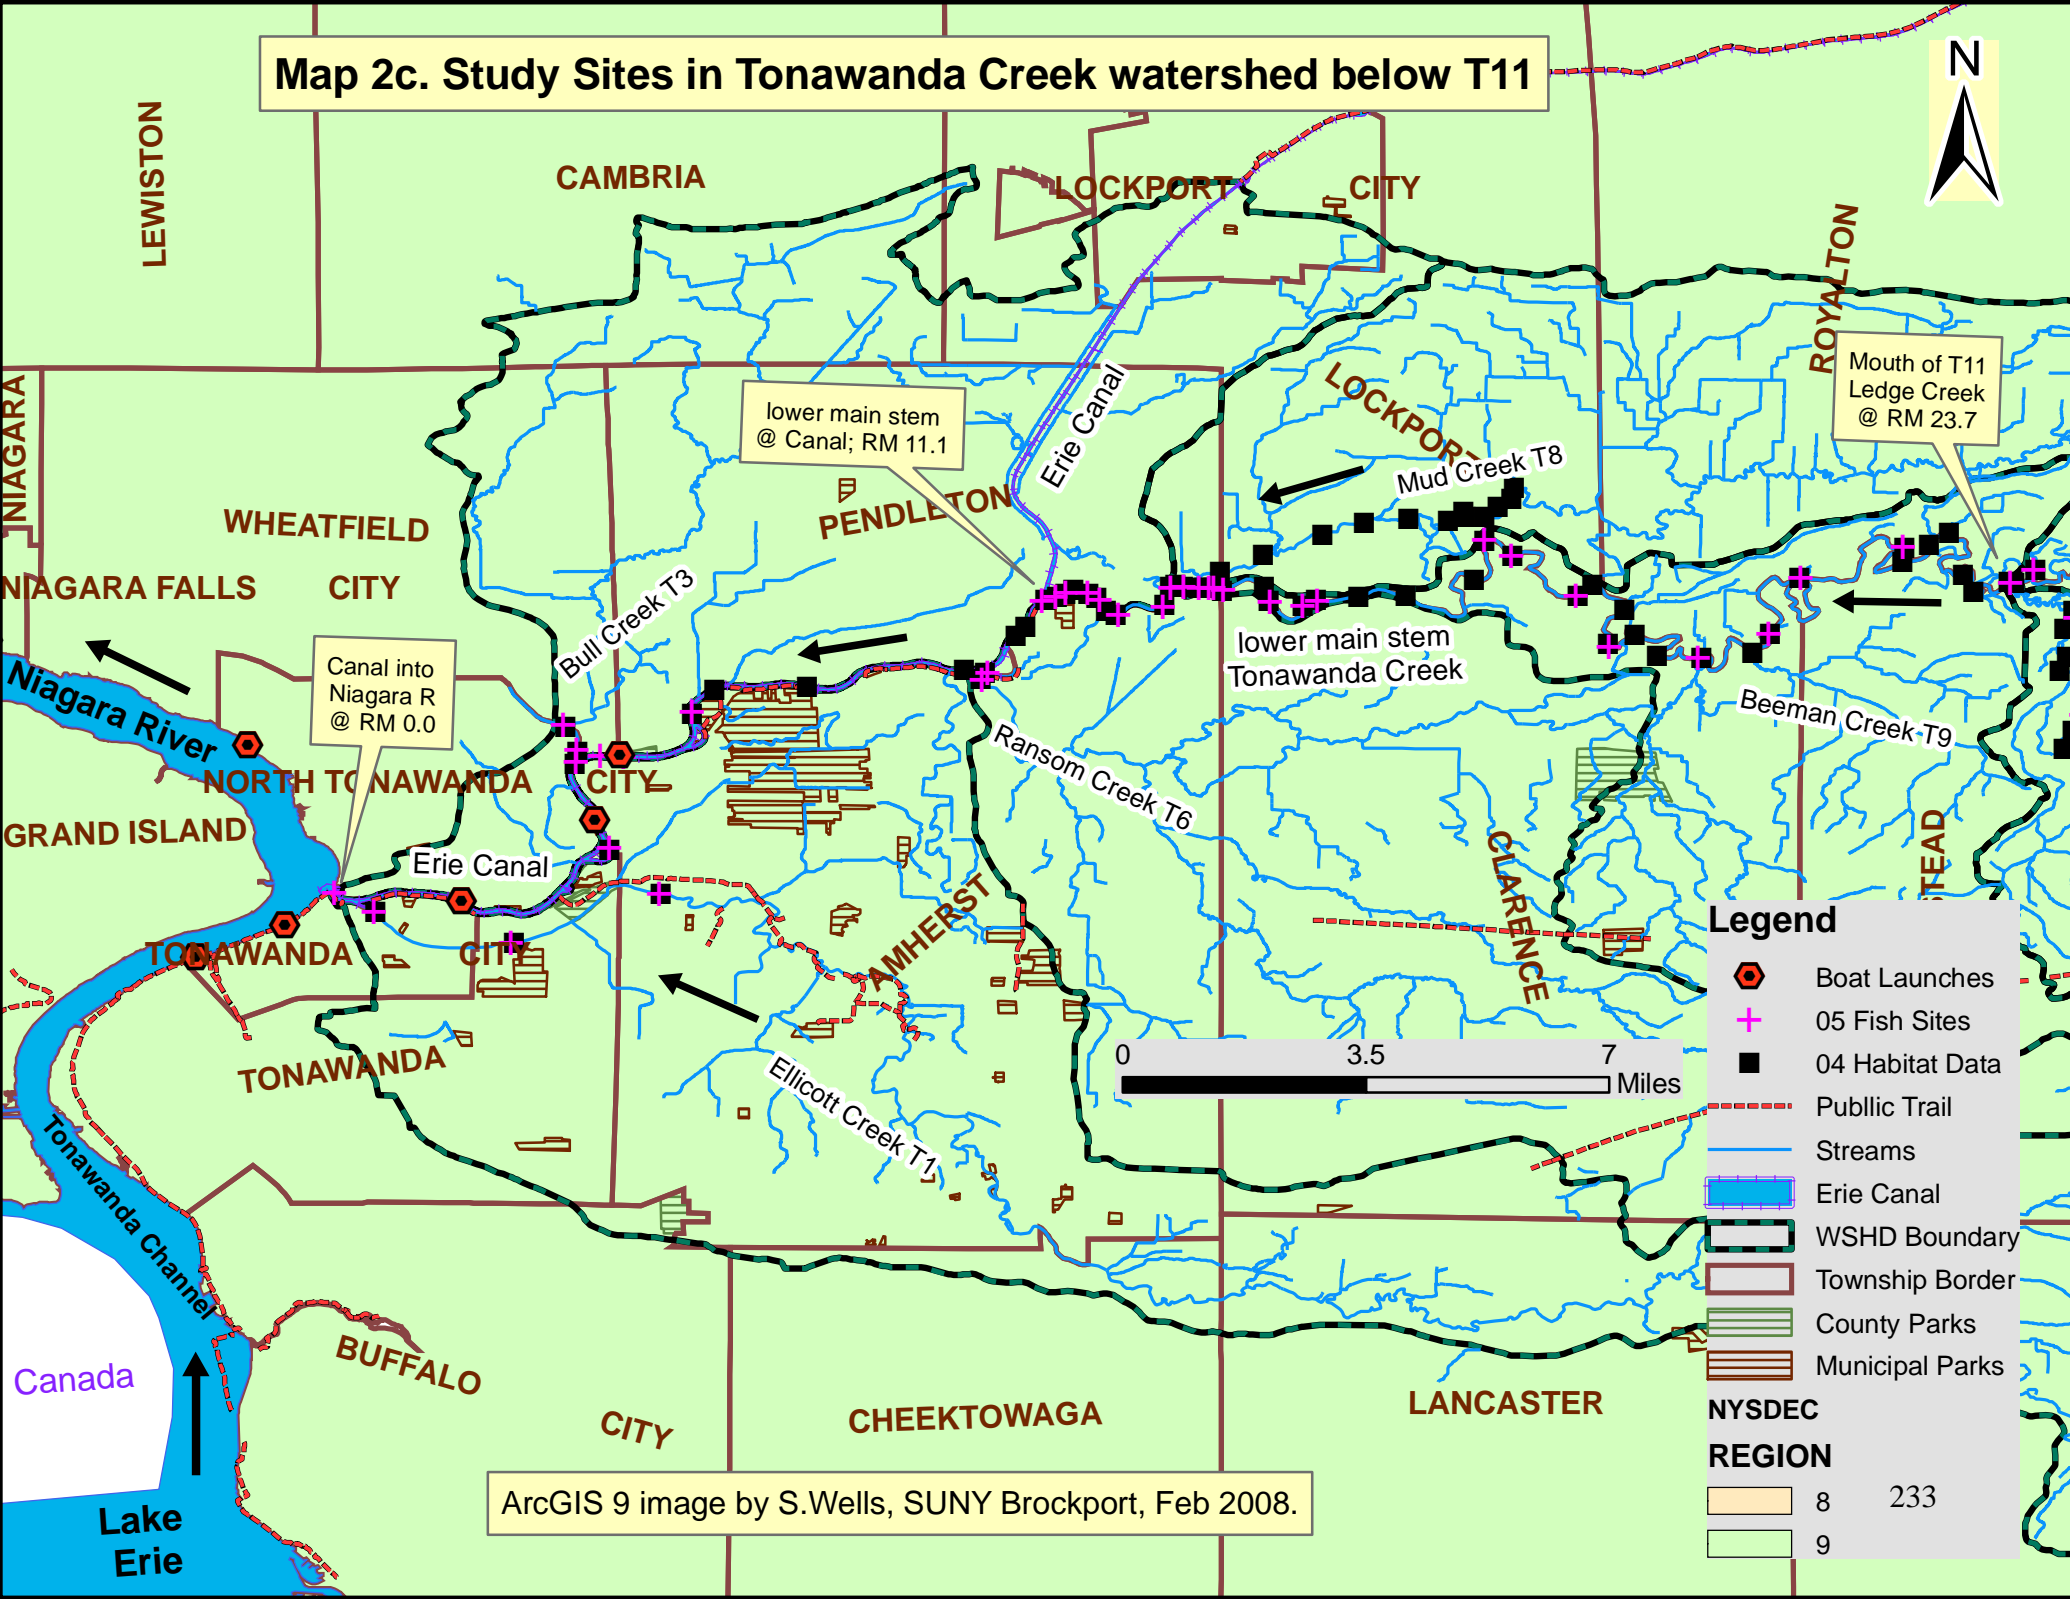 Map 2c. Study Sites in Tonawanda Creek watershed below T11
N
LEWISTON
CAMBRIA
LOCKPORT
CITY
ROYALTON
Mouth of T11
Ledge Creek
@ RM 23.7
NIAGARA
lower main stem
@ Canal; RM 11.1
Erie Canal
LOCKPORT
Mud Creek T8
WHEATFIELD
PENDLETON
NIAGARA FALLS
CITY
Bull Creek T3
lower main stem
Tonawanda Creek
Canal into
Niagara R
@ RM 0.0
Niagara River
Beeman Creek T9
Ransom Creek T6
NORTH TONAWANDA
CITY
GRAND ISLAND
Erie Canal
CLARENCE
STEAD
AMHERST
TONAWANDA
CITY
TONAWANDA
Ellicott Creek T1
0
3.5
7
Miles
Tonawanda Channel
BUFFALO
CITY
Canada
CHEEKTOWAGA
LANCASTER
Lake
Erie
ArcGIS 9 image by S.Wells, SUNY Brockport, Feb 2008.
Legend
Boat Launches
05 Fish Sites
04 Habitat Data
Publlic Trail
Streams
Erie Canal
WSHD Boundary
Township Border
County Parks
Municipal Parks
NYSDEC
REGION
8
233
9